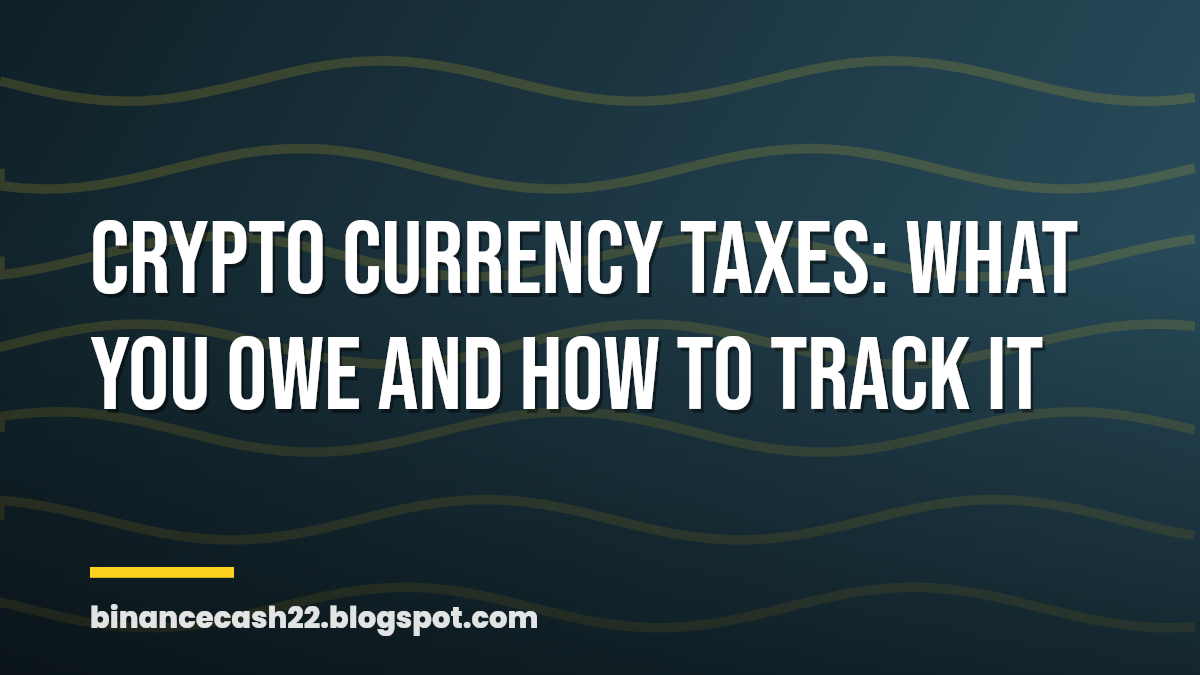 CRYPTO CURRENCY TAXES: WHAT
YOU OWE AND HOW TO TRACK IT
binancecash22.blogspot.com